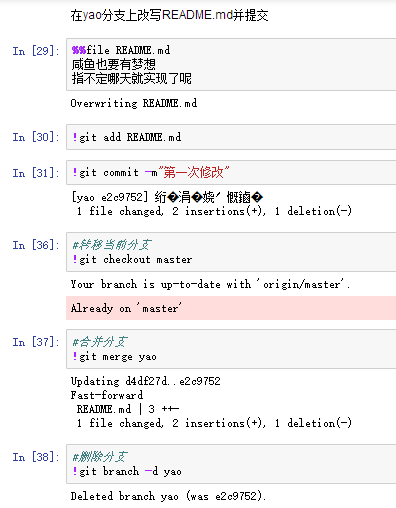 在yao分支上改写README.md并提交
In [29]: %%file README.md
咸鱼也要有梦想
指不定哪天就实现了呢
Overwriting README.md
In [30]: !git add README.md
In [31]: !git commit -m"第一次修改"
[yao e2c9752] 绗�涓�娆′慨鏀�
1 file changed, 2 insertions(+), 1 deletion(-)
In [36]: #转移当前分支
!git checkout master
Your branch is up-to-date with 'origin/master'.
Already on 'master'
In [37]: #合并分支
!git merge yao
Updating d4df27d..e2c9752
Fast-forward
README.md | 3 ++-
1 file changed, 2 insertions(+), 1 deletion(-)
In [38]: #删除分支
!git branch -d yao
Deleted branch yao (was e2c9752).